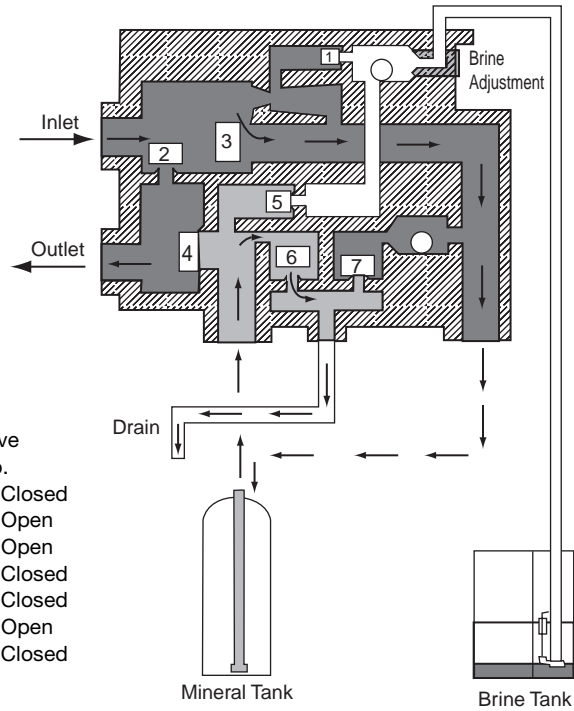 1
Brine
Adjustment
Inlet
3
2
5
Outlet
4
6
7
Drain
Closed
Open
Open
Closed
Closed
Open
Closed
Mineral Tank
Brine Tank